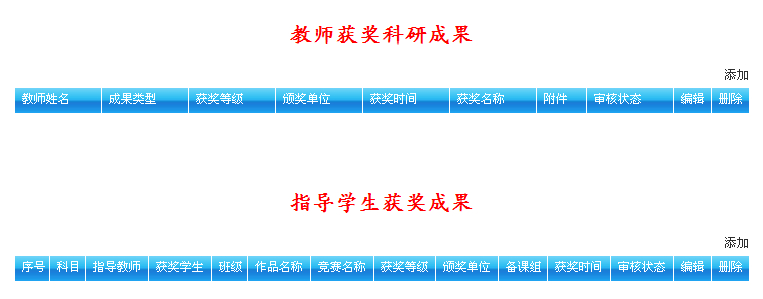 教师获奖科研成果
添加
教师姓名 成果类型 获奖等级 颁奖单位 获奖时间 获奖名称 附件 审核状态 编辑 删除
指导学生获奖成果
添加
序号 科目 指导教师 获奖学生 班级 作品名称 竞赛名称 获奖等级 颁奖单位 备课组 获奖时间 审核状态 编辑 删除